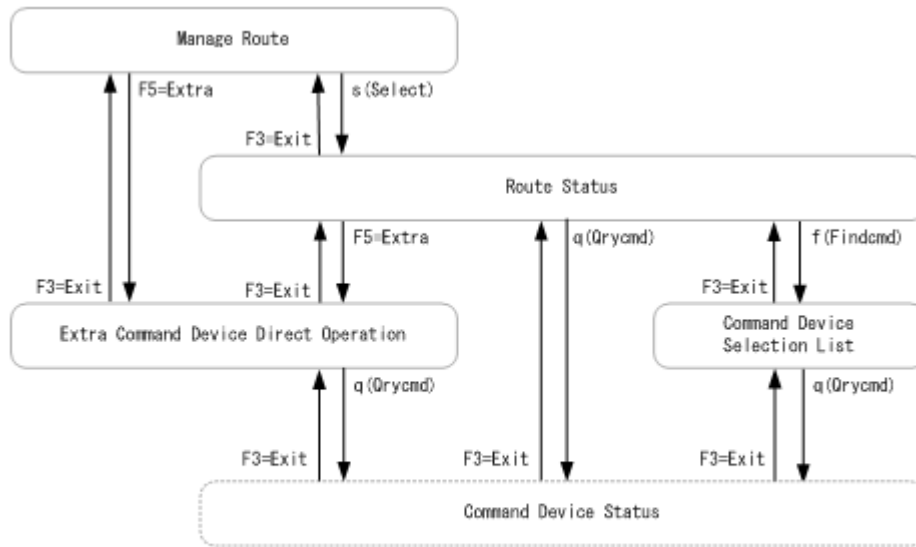 Manage Route
F5=Extra
s(Select)
F3=Exit
Route Status
F5=Extra
q(Qrycmd)
f(Findcmd)
F3=Exit
F3=Exit
F3=Exit
Extra Command Device Direct Operation
Command Device
Selection List
q(Qrycmd)
q(Qrycmd)
F3=Exit
F3=Exit
F3=Exit
Command Device Status